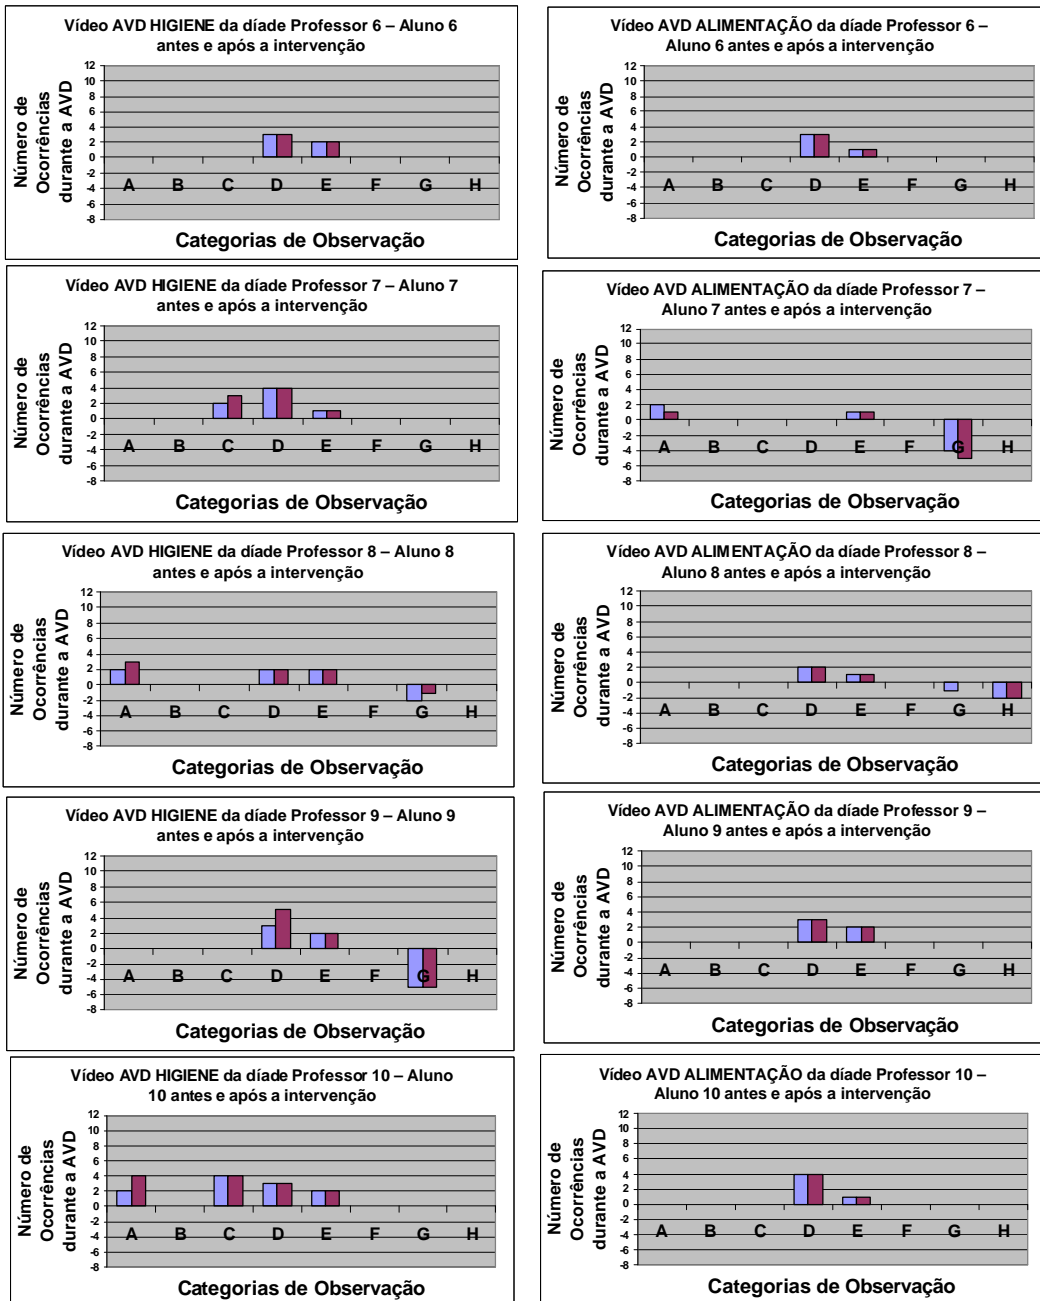 Vídeo AVD HIGIENE da díade Professor 6 – Aluno 6
antes e após a intervenção
Número de
Ocorrências
durante a AVD
12
10
8
6
4
2
0
-2
-4
-6
-8
A B C D E F G H
Categorias de Observação
Vídeo AVD ALIMENTAÇÃO da díade Professor 6 –
Aluno 6 antes e após a intervenção
Número de
Ocorrências
durante a AVD
12
10
8
6
4
2
0
-2
-4
-6
-8
A B C D E F G H
Categorias de Observação
Vídeo AVD HIGIENE da díade Professor 7 – Aluno 7
antes e após a intervenção
Número de
Ocorrências
durante a AVD
12
10
8
6
4
2
0
-2
-4
-6
-8
A B C D E F G H
Categorias de Observação
Vídeo AVD ALIMENTAÇÃO da díade Professor 7 –
Aluno 7 antes e após a intervenção
Número de
Ocorrências
durante a AVD
12
10
8
6
4
2
0
-2
-4
-6
-8
A B C D E F G H
Categorias de Observação
Vídeo AVD HIGIENE da díade Professor 8 – Aluno 8
antes e após a intervenção
Número de
Ocorrências
durante a AVD
12
10
8
6
4
2
0
-2
-4
-6
-8
A B C D E F G H
Categorias de Observação
Vídeo AVD ALIMENTAÇÃO da díade Professor 8 –
Aluno 8 antes e após a intervenção
Número de
Ocorrências
durante a AVD
12
10
8
6
4
2
0
-2
-4
-6
-8
A B C D E F G H
Categorias de Observação
Vídeo AVD HIGIENE da díade Professor 9 – Aluno 9
antes e após a intervenção
Número de
Ocorrências
durante a AVD
12
10
8
6
4
2
0
-2
-4
-6
-8
A B C D E F G H
Categorias de Observação
Vídeo AVD ALIMENTAÇÃO da díade Professor 9 –
Aluno 9 antes e após a intervenção
Número de
Ocorrências
durante a AVD
12
10
8
6
4
2
0
-2
-4
-6
-8
A B C D E F G H
Categorias de Observação
Vídeo AVD HIGIENE da díade Professor 10 – Aluno
10 antes e após a intervenção
Número de
Ocorrências
durante a AVD
12
10
8
6
4
2
0
-2
-4
-6
-8
A B C D E F G H
Categorias de Observação
Vídeo AVD ALIMENTAÇÃO da díade Professor 10 –
Aluno 10 antes e após a intervenção
Número de
Ocorrências
durante a AVD
12
10
8
6
4
2
0
-2
-4
-6
-8
A B C D E F G H
Categorias de Observação